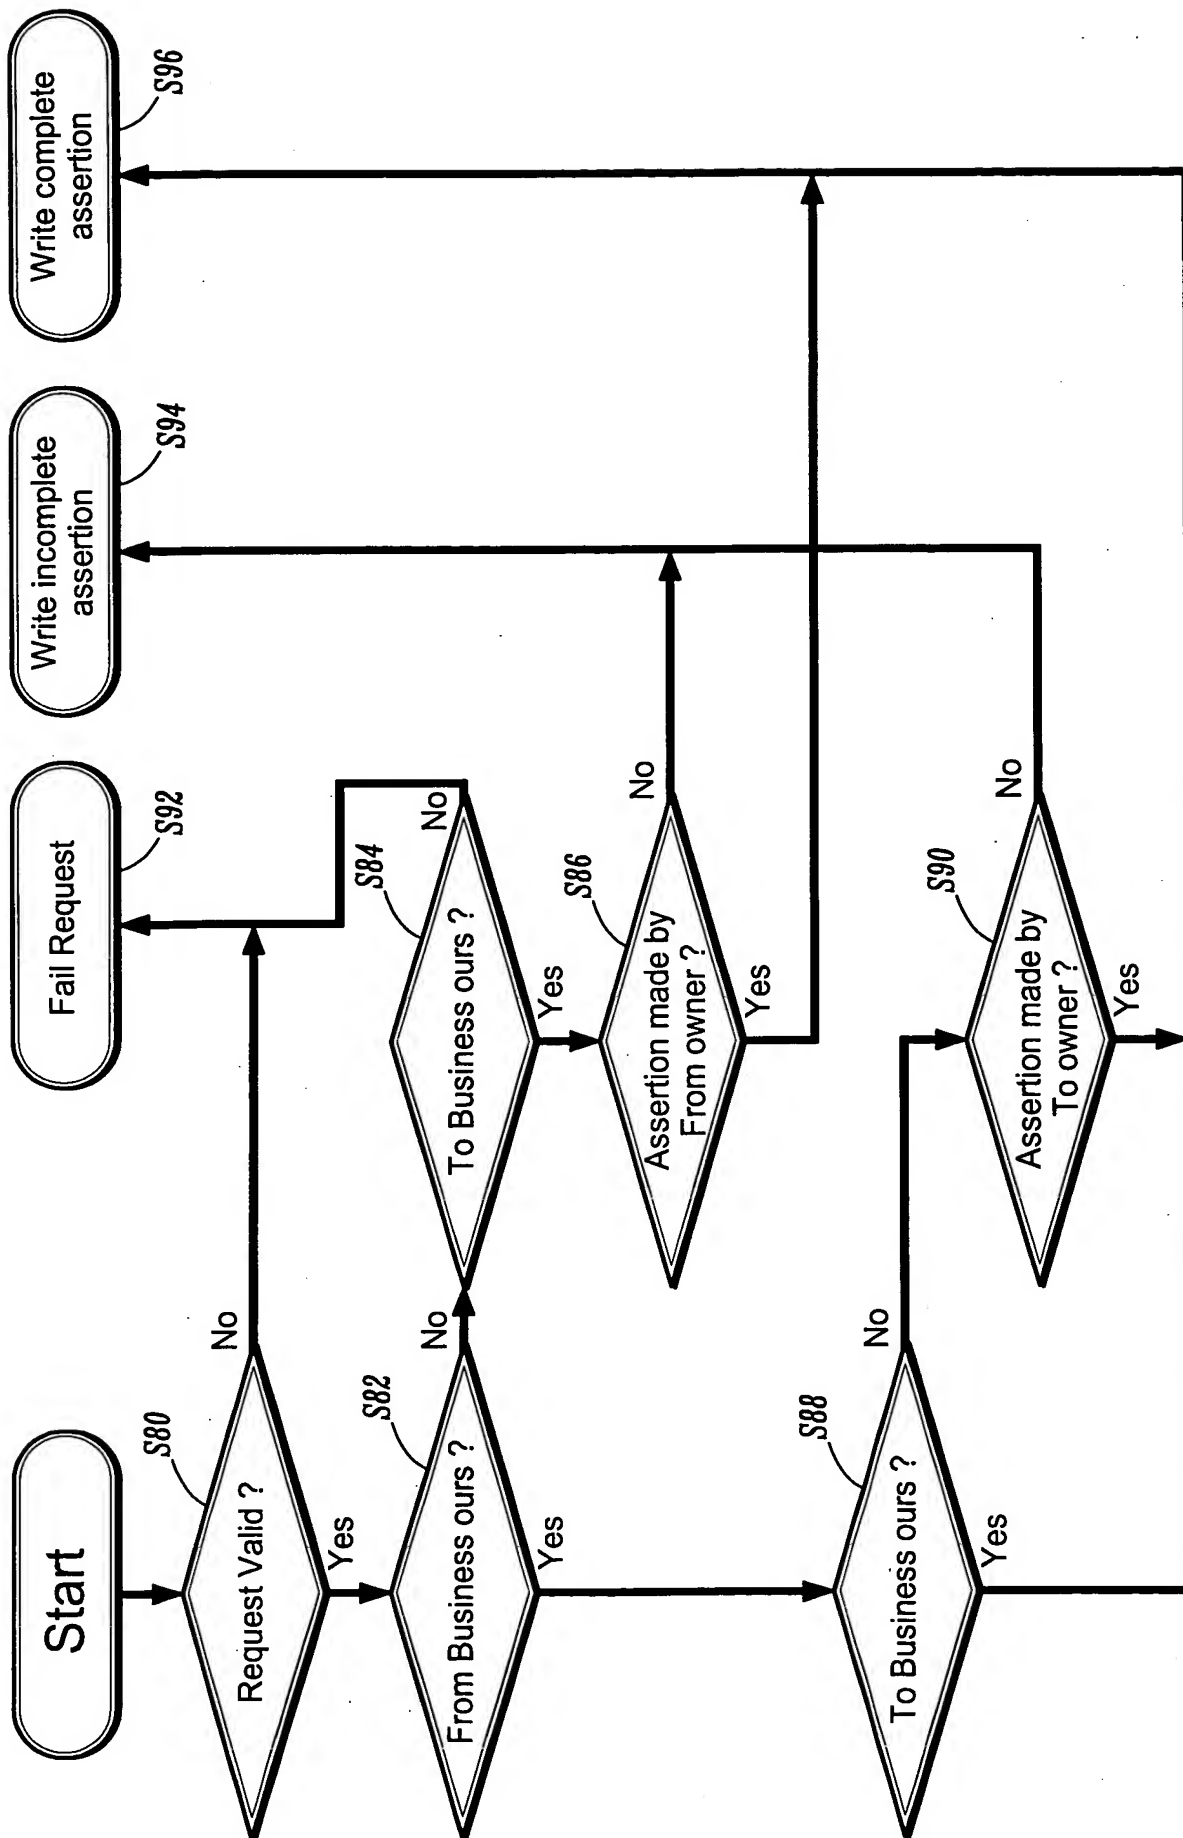 Start
Fail Request
S92
Write incomplete
assertion
S94
Write complete
assertion
S96
Request Valid ?
S80
No
Yes
From Business ours ?
S82
No
Yes
To Business ours ?
S84
No
Yes
Assertion made by
From owner ?
S86
No
Yes
To Business ours ?
S88
No
Yes
Assertion made by
To owner ?
S90
No
Yes